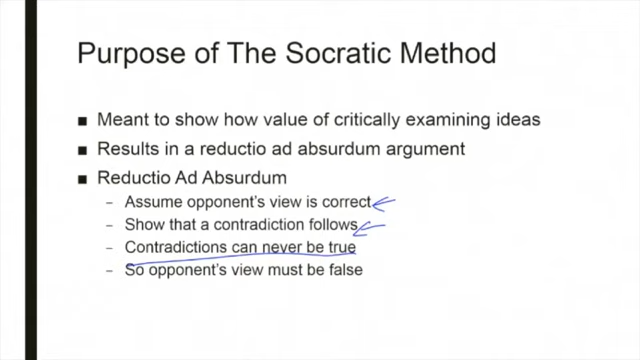 Purpose of The Socratic Method
■ Meant to show how value of critically examining ideas
■ Results in a reductio ad absurdum argument
■ Reductio Ad Absurdum
– Assume opponent's view is correct
– Show that a contradiction follows
– Contradictions can never be true
– So opponent's view must be false